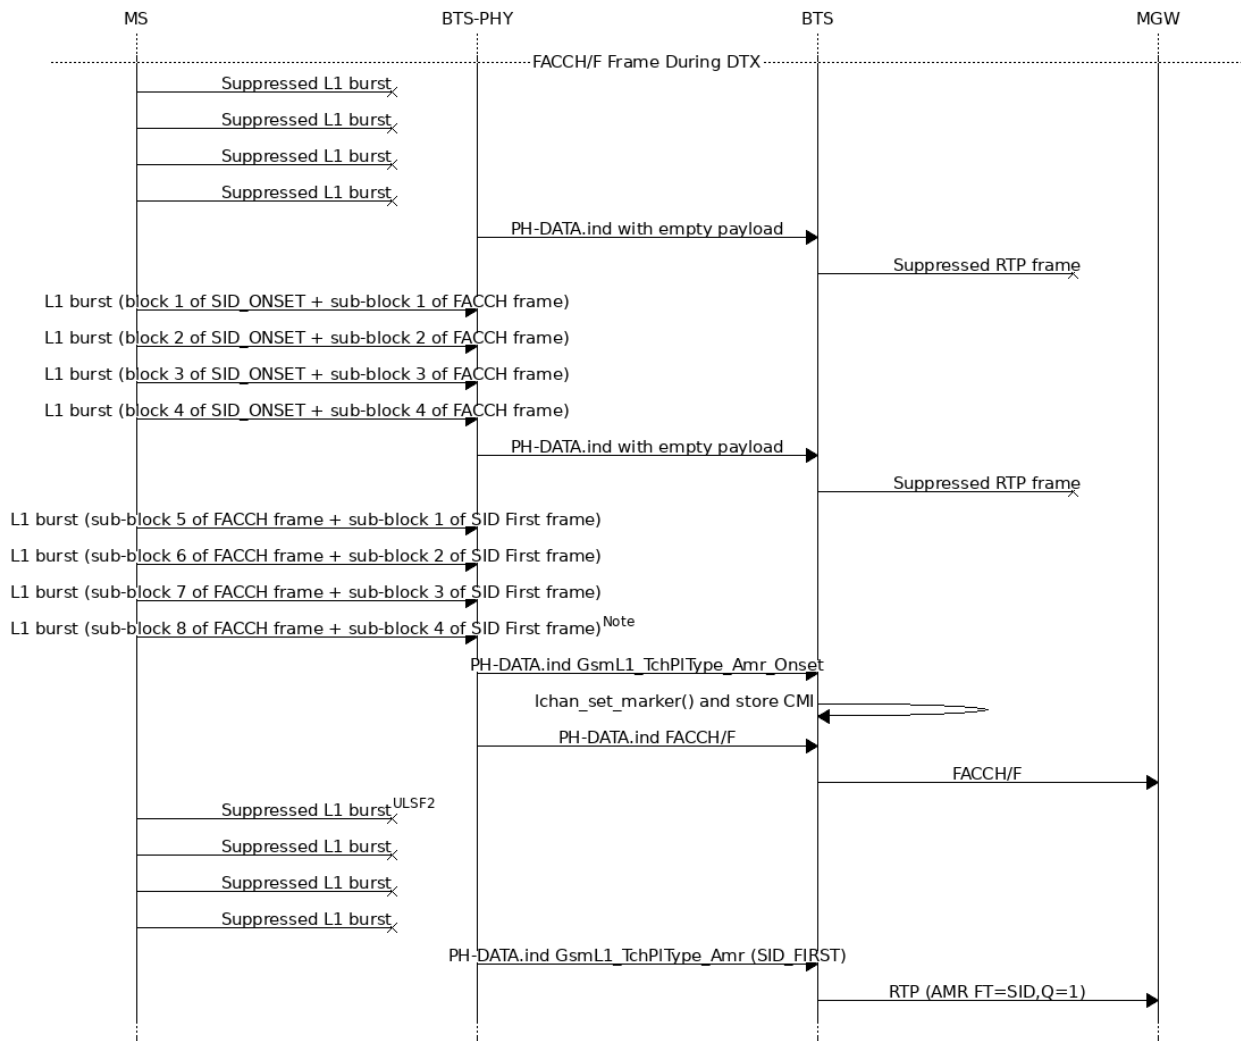 MS BTS-PHY BTS MGW
FACCH/F Frame During DTX
Suppressed L1 burst
Suppressed L1 burst
Suppressed L1 burst
Suppressed L1 burst
PH-DATA.ind with empty payload
Suppressed RTP frame
L1 burst (block 1 of SID_ONSET + sub-block 1 of FACCH frame)
L1 burst (block 2 of SID_ONSET + sub-block 2 of FACCH frame)
L1 burst (block 3 of SID_ONSET + sub-block 3 of FACCH frame)
L1 burst (block 4 of SID_ONSET + sub-block 4 of FACCH frame)
PH-DATA.ind with empty payload
Suppressed RTP frame
L1 burst (sub-block 5 of FACCH frame + sub-block 1 of SID First frame)
L1 burst (sub-block 6 of FACCH frame + sub-block 2 of SID First frame)
L1 burst (sub-block 7 of FACCH frame + sub-block 3 of SID First frame)
L1 burst (sub-block 8 of FACCH frame + sub-block 4 of SID First frame)Note
PH-DATA.ind GsmL1_TchPlType_Amr_Onset
lchan_set_marker() and store CMI
PH-DATA.ind FACCH/F
FACCH/F
Suppressed L1 burstULSF2
Suppressed L1 burst
Suppressed L1 burst
Suppressed L1 burst
PH-DATA.ind GsmL1_TchPlType_Amr (SID_FIRST)
RTP (AMR FT=SID,Q=1)